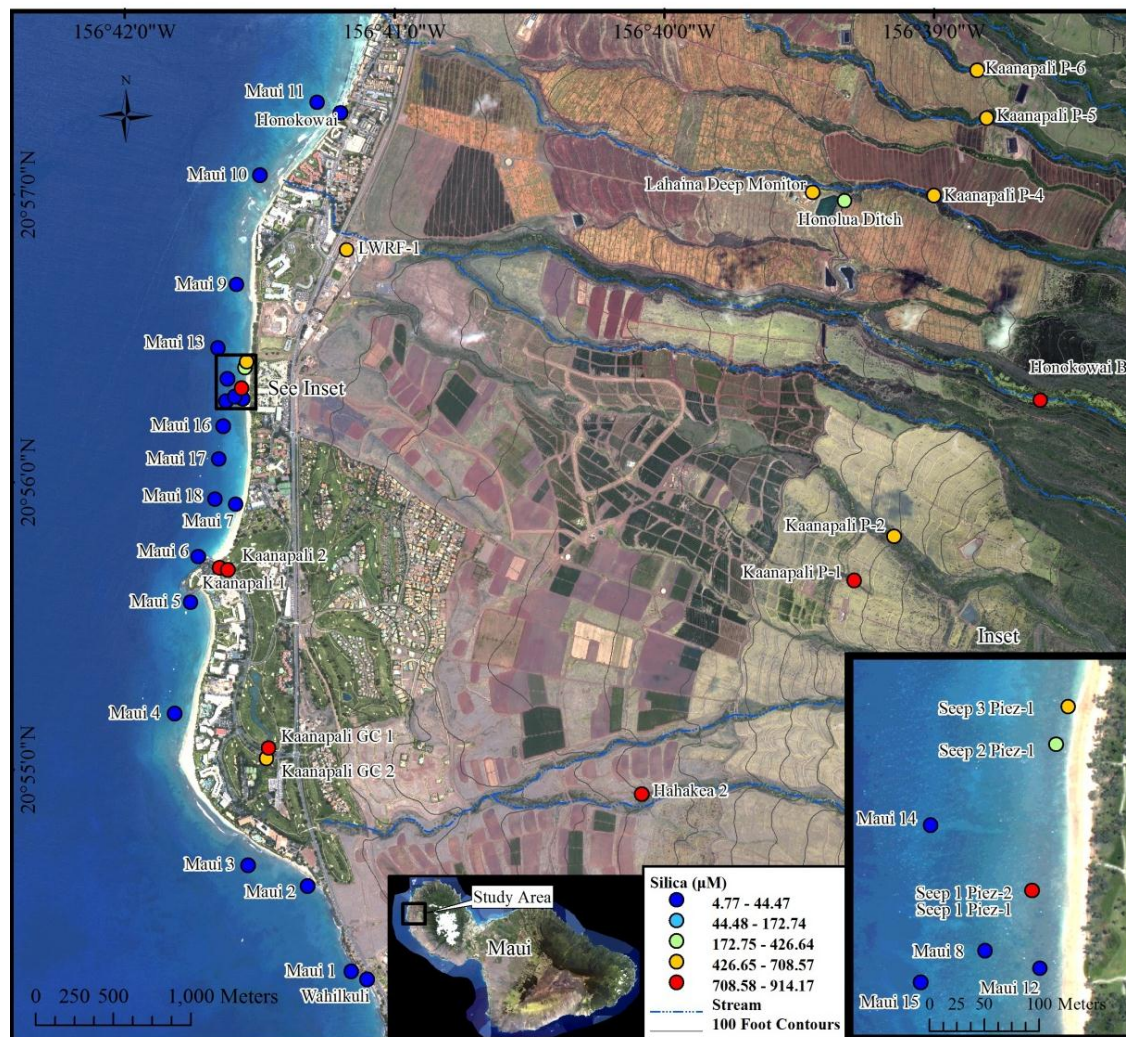 156°42'0"W
156°41'0"W
156°40'0"W
156°39'0"W
N
Kaanapali P-6
Maui 11
Honokowai
Kaanapali P-5
20°57'0"N
Maui 10
Lahaina Deep Monitor
Kaanapali P-4
Honolua Ditch
LWRF-1
Maui 9
Maui 13
Honokowai B
See Inset
Maui 16
20°56'0"N
Maui 17
Maui 18
Maui 7
Kaanapali P-2
Maui 6
Kaanapali 2
Kaanapali 1
Kaanapali P-1
Maui 5
Inset
Maui 4
Seep 3 Piez-1
Kaanapali GC 1
Seep 2 Piez-1
Kaanapali GC 2
20°55'0"N
Hahakea 2
Maui 14
Maui 3
Maui 2
Seep 1 Piez-2
Seep 1 Piez-1
Maui 8
Maui 12
Maui 15
0 50 100 Meters
25
Study Area
Maui
Silica (µM)
4.77 - 44.47
44.48 - 172.74
172.75 - 426.64
426.65 - 708.57
708.58 - 914.17
Stream
100 Foot Contours
Maui 1
Wahilkuli
0 250 500 1,000 Meters